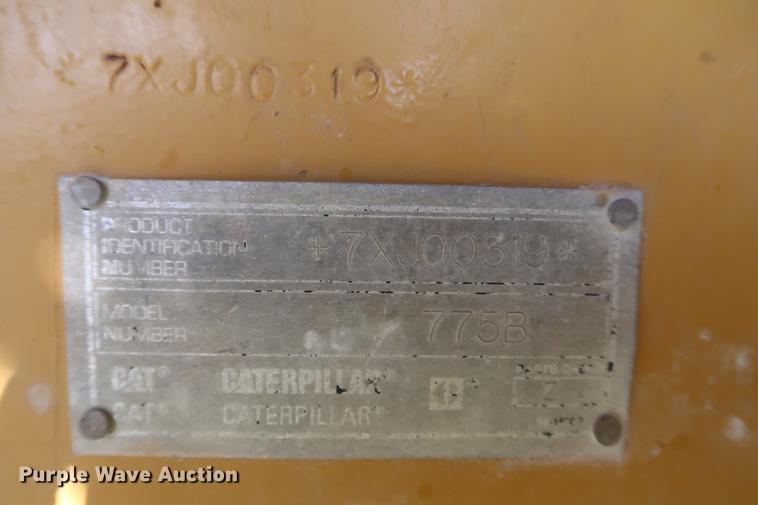 *7XJ00319*
PRODUCT
IDENTIFICATION
NUMBER
*7XJ00319*
MODEL
NUMBER
775B
CAT® CATERPILLAR®
CAT® CATERPILLAR®
Z
Purple Wave Auction